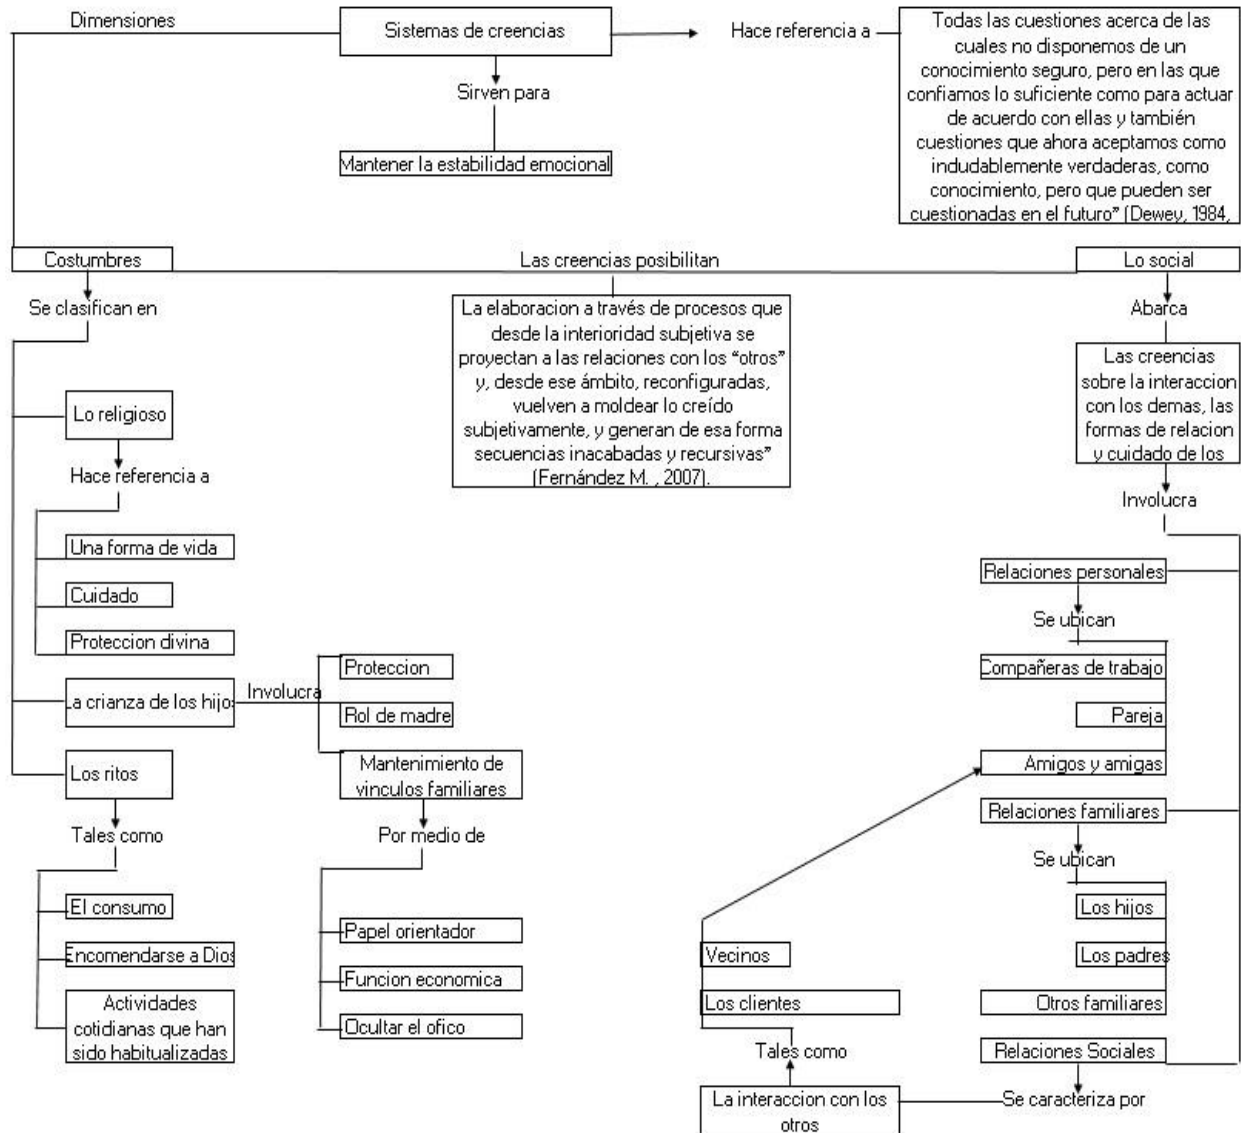 Dimensiones
Sistemas de creencias
Hace referencia a
Todas las cuestiones acerca de las
cuales no disponemos de un
conocimiento seguro, pero en las que
confiamos lo suficiente como para actuar
de acuerdo con ellas y también
cuestiones que ahora aceptamos como
indudablemente verdaderas, como
conocimiento, pero que pueden ser
cuestionadas en el futuro” (Dewey, 1984,
Sirven para
Mantener la estabilidad emocional
Costumbres
Las creencias posibilitan
Lo social
Se clasifican en
La elaboracion a través de procesos que
desde la interioridad subjetiva se
proyectan a las relaciones con los “otros”
y, desde ese ámbito, reconfiguradas,
vuelven a moldear lo creído
subjetivamente, y generan de esa forma
secuencias inacabadas y recursivas”
(Fernández M. , 2007).
Abarca
Las creencias
sobre la interaccion
con los demas, las
formas de relacion
y cuidado de los
Involucra
Lo religioso
Hace referencia a
Una forma de vida
Cuidado
Proteccion divina
La crianza de los hijos
Involucra
Proteccion
Rol de madre
Mantenimiento de
vinculos familiares
Por medio de
Papel orientador
Funcion economica
Ocultar el ofico
Los ritos
Tales como
El consumo
Encomendarse a Dios
Actividades
cotidianas que han
sido habitualizadas
Relaciones personales
Se ubican
Compañeras de trabajo
Pareja
Amigos y amigas
Relaciones familiares
Se ubican
Los hijos
Los padres
Otros familiares
Relaciones Sociales
Se caracteriza por
La interaccion con los
otros
Tales como
Los clientes
Vecinos